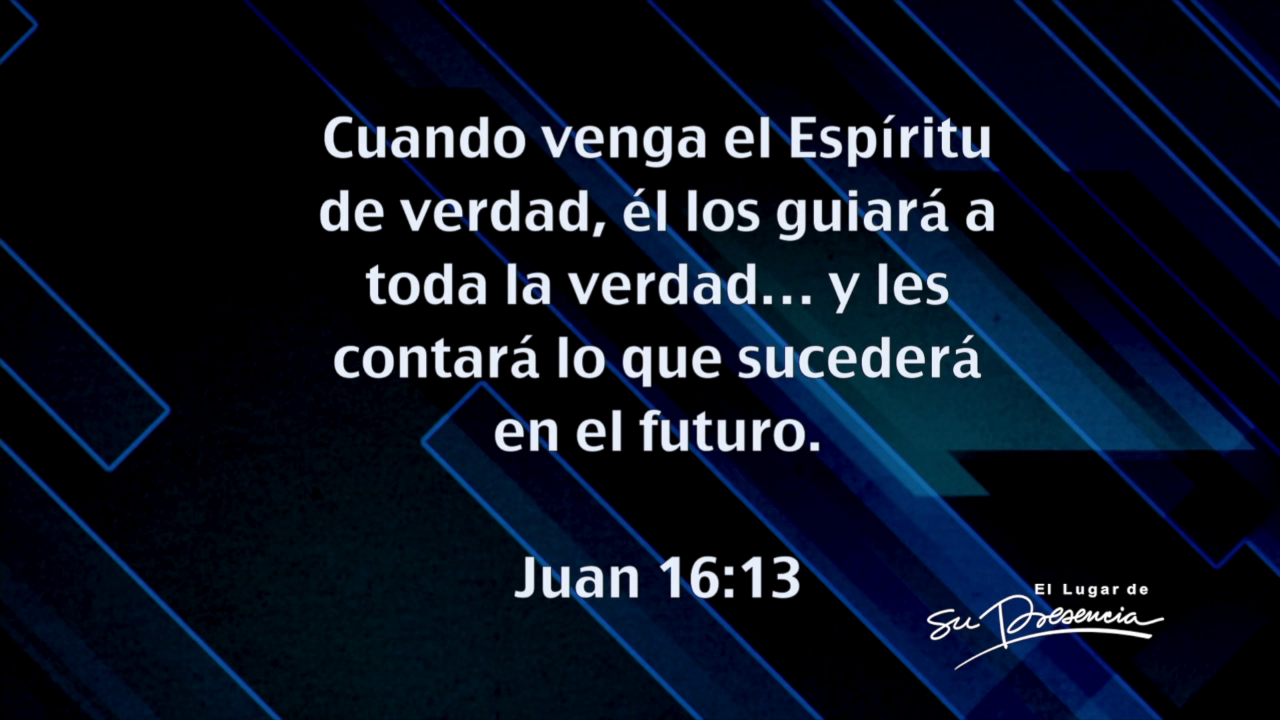 Cuando venga el Espíritu
de verdad, él los guiará a
toda la verdad... y les
contará lo que sucederá
en el futuro.
Juan 16:13
El Lugar de
Su Presencia